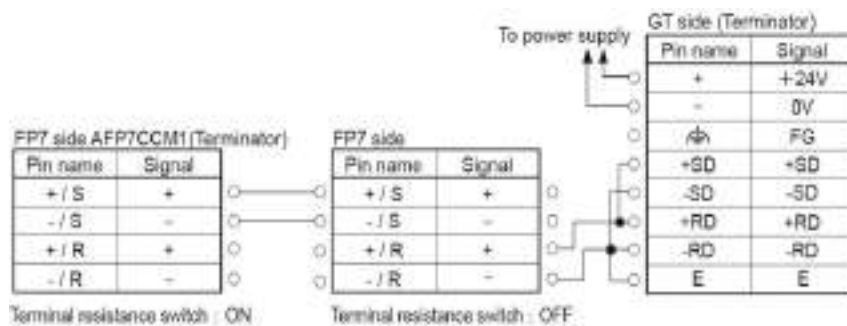 GT side (Terminator)
To power supply
Pin name Signal
+ +24V
- 0V
FG
+SD +SD
-SD -SD
+RD +RD
-RD -RD
E E
FP7 side AFP7CCM1(Terminator)
Pin name Signal
+ / S +
- / S -
+ / R +
- / R -
Terminal resistance switch : ON
FP7 side
Pin name Signal
+ / S +
- / S -
+ / R +
- / R -
Terminal resistance switch : OFF